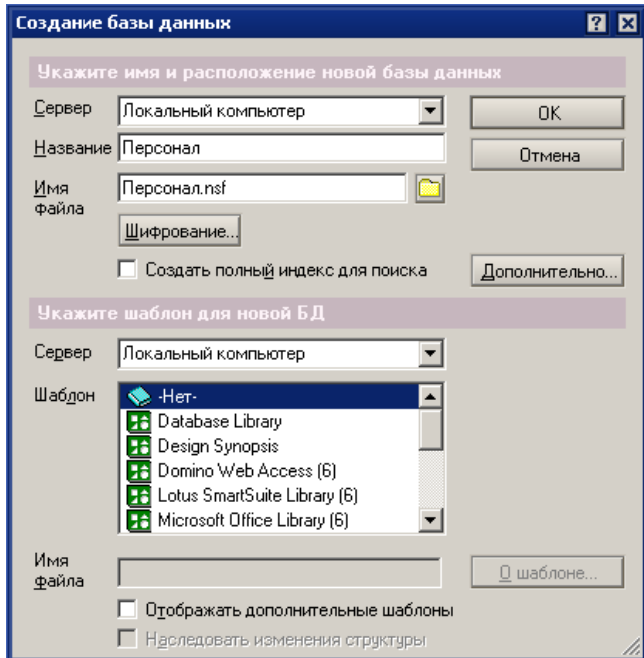 Создание базы данных
Укажите имя и расположение новой базы данных
Сервер Локальный компьютер OK
Название Персонал Отмена
Имя файла Персонал.nsf
Шифрование...
Создать полный индекс для поиска Дополнительно...
Укажите шаблон для новой БД
Сервер Локальный компьютер
Шаблон -Нет-
Database Library
Design Synopsis
Domino Web Access (6)
Lotus SmartSuite Library (6)
Microsoft Office Library (6)
Имя файла О шаблоне...
Отображать дополнительные шаблоны
Наследовать изменения структуры